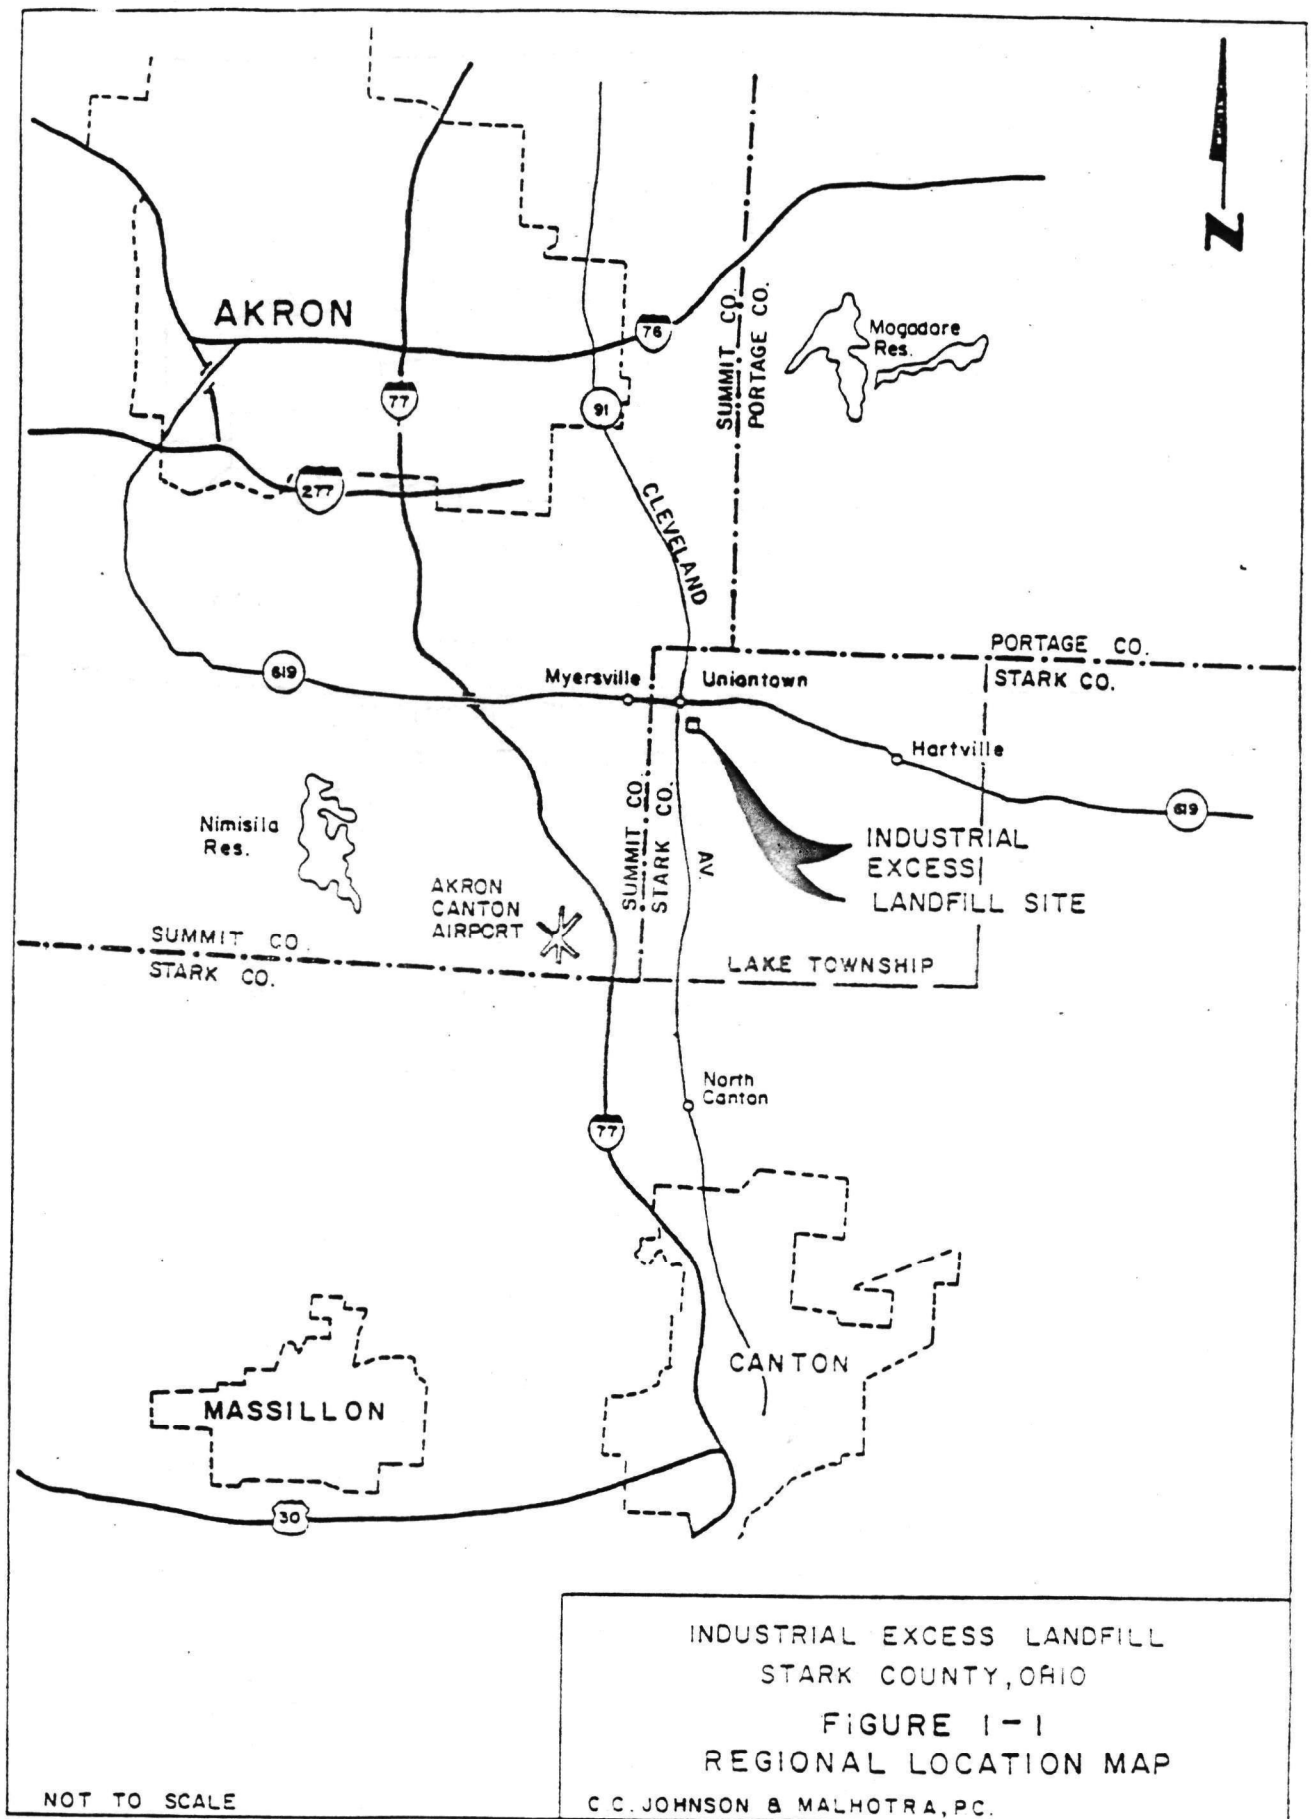 N
AKRON
76
SUMMIT CO.
PORTAGE CO.
Mogadore
Res.
77
91
277
CLEVELAND
PORTAGE CO.
STARK CO.
619
Myersville
Uniontown
Hartville
619
Nimisila
Res.
SUMMIT CO.
STARK CO.
AV.
INDUSTRIAL
EXCESS
LANDFILL SITE
AKRON
CANTON
AIRPORT
SUMMIT CO.
STARK CO.
LAKE TOWNSHIP
North
Canton
77
CANTON
MASSILLON
30
INDUSTRIAL EXCESS LANDFILL
STARK COUNTY, OHIO
FIGURE 1-1
REGIONAL LOCATION MAP
NOT TO SCALE
C.C. JOHNSON & MALHOTRA, P.C.